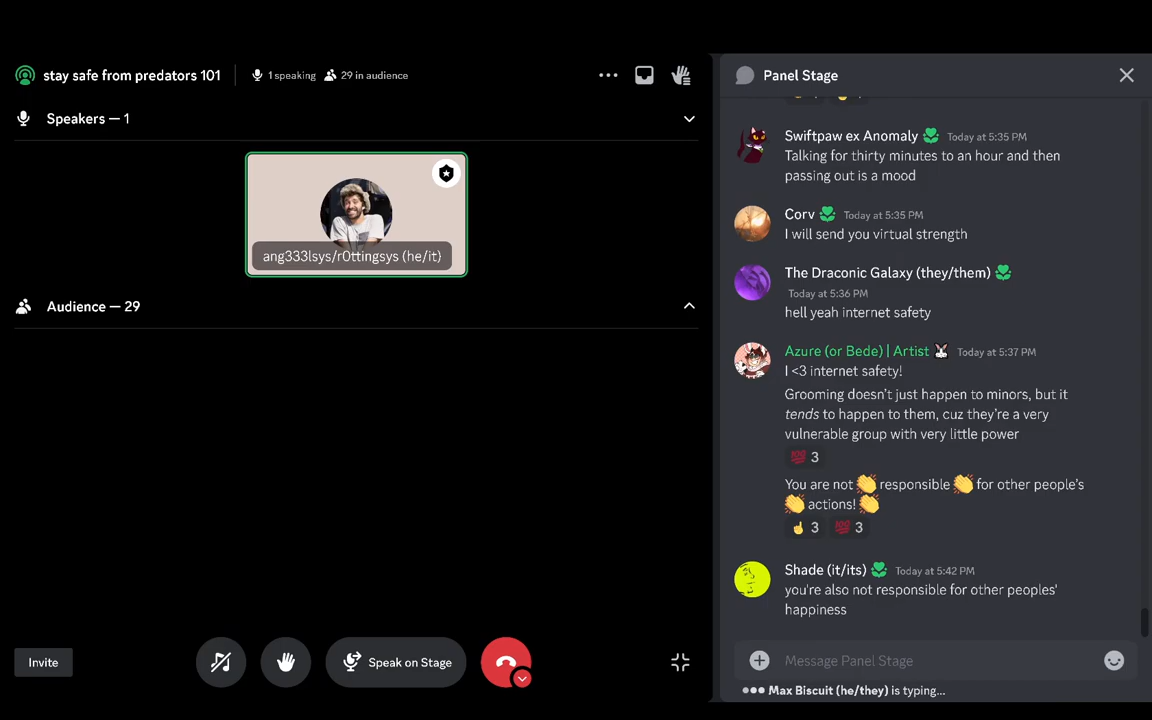 stay safe from predators 101
1 speaking
29 in audience
Speakers — 1
ang333lsys/r0ttingsys (he/it)
Audience — 29
Invite
Speak on Stage
Panel Stage
Swiftpaw ex Anomaly Today at 5:35 PM
Talking for thirty minutes to an hour and then
passing out is a mood
Corv Today at 5:35 PM
I will send you virtual strength
The Draconic Galaxy (they/them)
Today at 5:36 PM
hell yeah internet safety
Azure (or Bede) | Artist Today at 5:37 PM
I <3 internet safety!
Grooming doesn't just happen to minors, but it
tends to happen to them, cuz they're a very
vulnerable group with very little power
💯 3
You are not 👏 responsible 👏 for other people's
👏 actions! 👏
☝️ 3 💯 3
Shade (it/its) Today at 5:42 PM
you're also not responsible for other peoples'
happiness
Message Panel Stage
Max Biscuit (he/they) is typing...